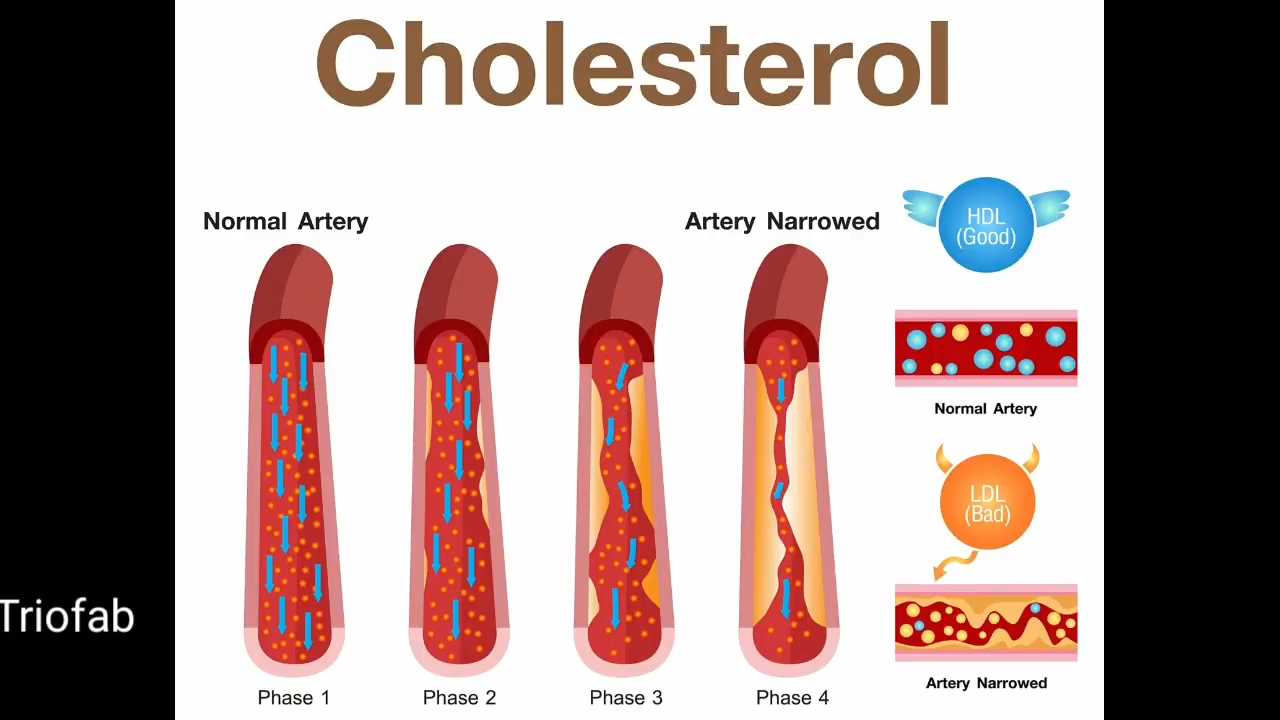 Cholesterol
Normal Artery
Artery Narrowed
HDL
(Good)
Normal Artery
LDL
(Bad)
Artery Narrowed
Triofab
Phase 1
Phase 2
Phase 3
Phase 4